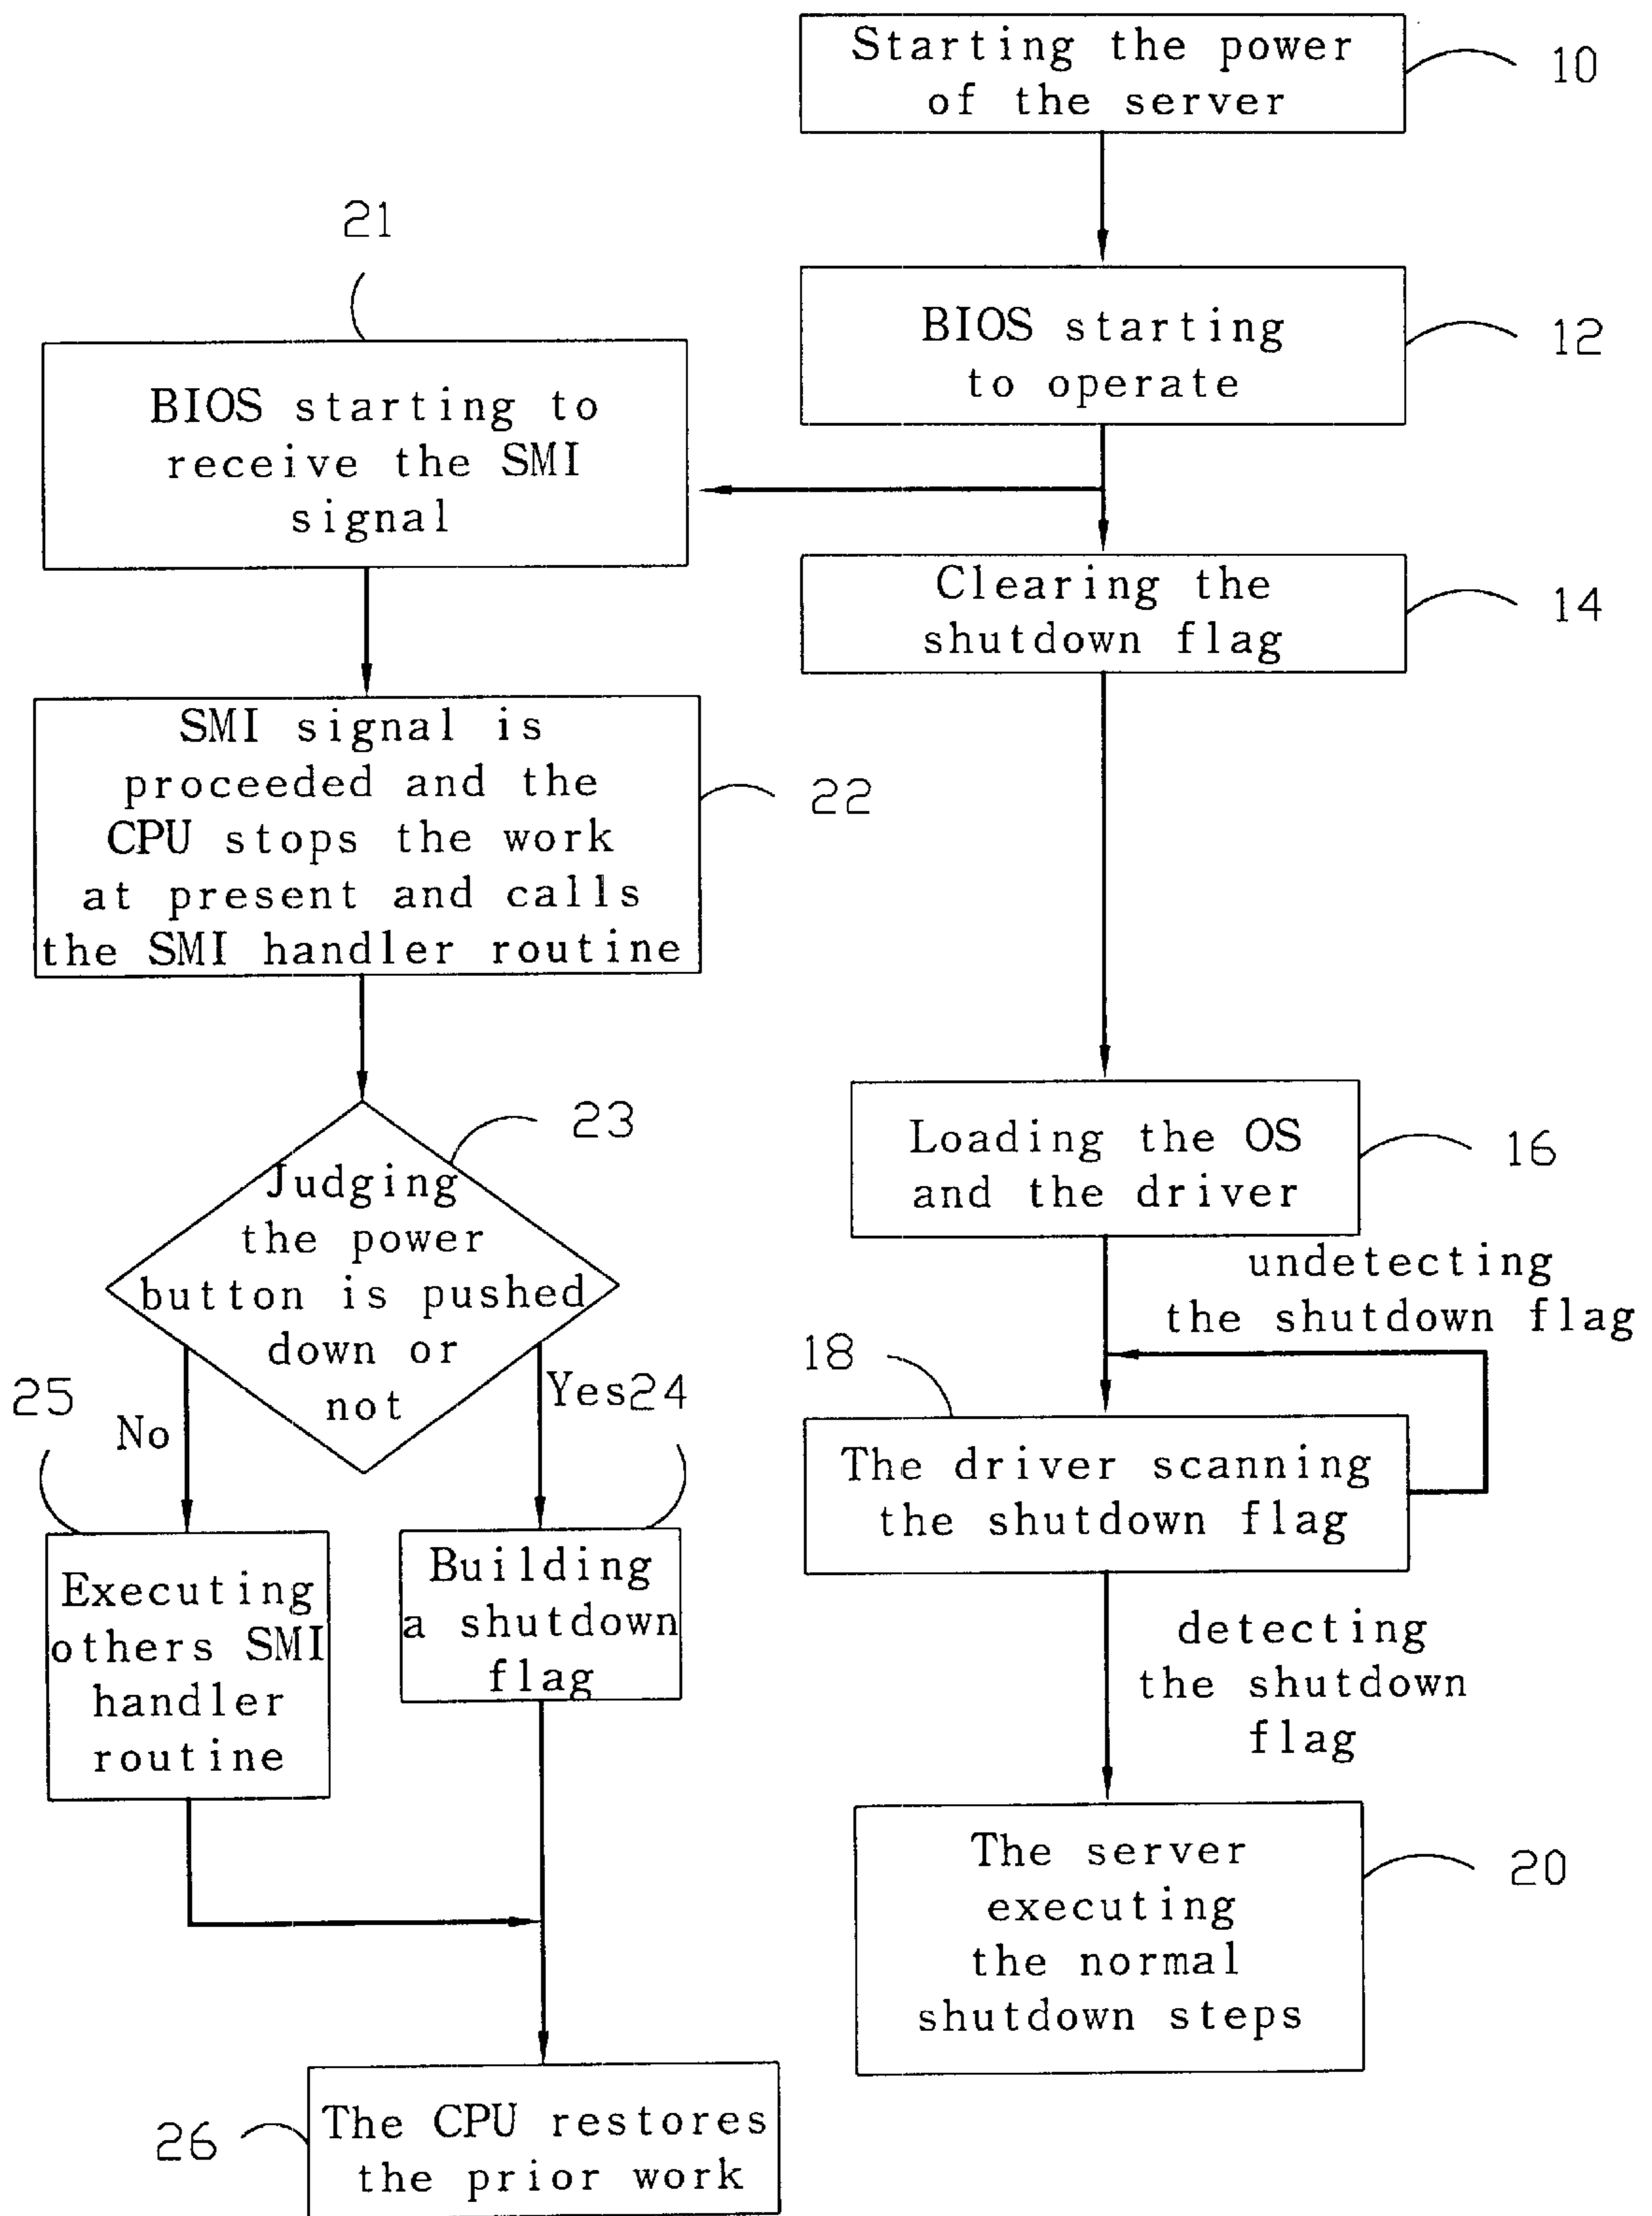 Starting the power
of the server
10
BIOS starting
to operate
12
21
BIOS starting to
receive the SMI
signal
Clearing the
shutdown flag
14
SMI signal is
proceeded and the
CPU stops the work
at present and calls
the SMI handler routine
22
Judging
the power
button is pushed
down or
not
23
Loading the OS
and the driver
16
undetecting
the shutdown flag
18
The driver scanning
the shutdown flag
25
No
Yes
24
Executing
others SMI
handler
routine
Building
a shutdown
flag
detecting
the shutdown
flag
The server
executing
the normal
shutdown steps
20
26
The CPU restores
the prior work